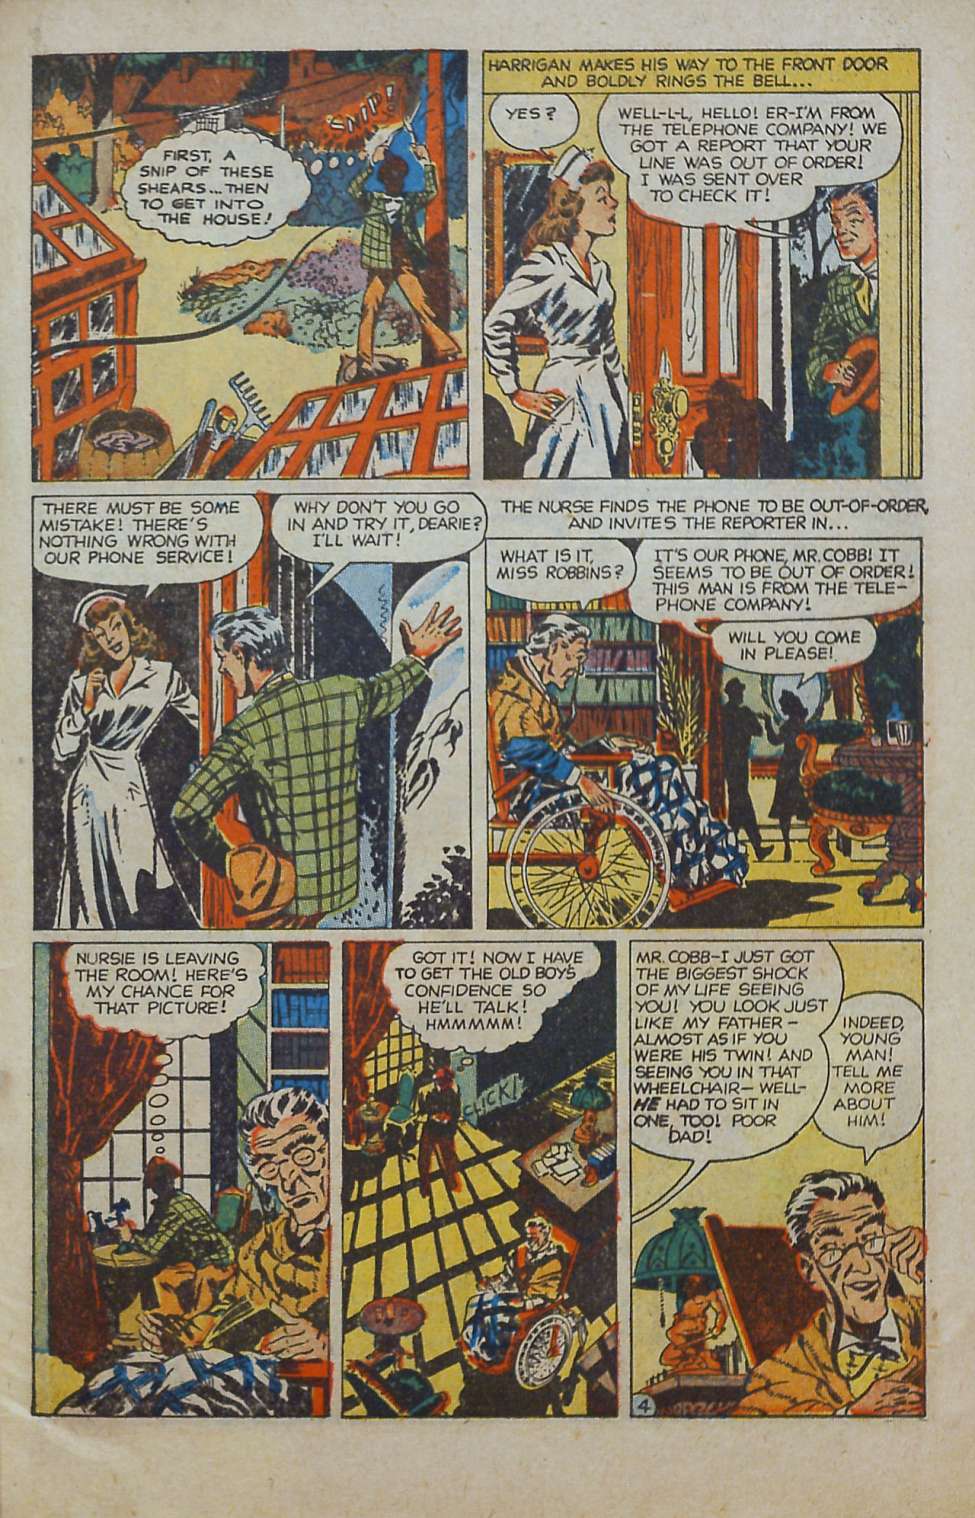 SNIP!
FIRST, A
SNIP OF THESE
SHEARS... THEN
TO GET INTO
THE HOUSE!
HARRIGAN MAKES HIS WAY TO THE FRONT DOOR
AND BOLDLY RINGS THE BELL...
YES?
WELL-L-L, HELLO! ER-I'M FROM
THE TELEPHONE COMPANY! WE
GOT A REPORT THAT YOUR
LINE WAS OUT OF ORDER!
I WAS SENT OVER
TO CHECK IT!
THERE MUST BE SOME
MISTAKE! THERE'S
NOTHING WRONG WITH
OUR PHONE SERVICE!
WHY DON'T YOU GO
IN AND TRY IT, DEARIE?
I'LL WAIT!
THE NURSE FINDS THE PHONE TO BE OUT-OF-ORDER,
AND INVITES THE REPORTER IN...
WHAT IS IT,
MISS ROBBINS?
IT'S OUR PHONE, MR. COBB! IT
SEEMS TO BE OUT OF ORDER!
THIS MAN IS FROM THE TELE-
PHONE COMPANY!
WILL YOU COME
IN PLEASE!
NURSIE IS LEAVING
THE ROOM! HERE'S
MY CHANCE FOR
THAT PICTURE!
GOT IT! NOW I HAVE
TO GET THE OLD BOY'S
CONFIDENCE SO
HE'LL TALK!
HMMMMM!
CLICK!
MR. COBB-I JUST GOT
THE BIGGEST SHOCK
OF MY LIFE SEEING
YOU! YOU LOOK JUST
LIKE MY FATHER-
ALMOST AS IF YOU
WERE HIS TWIN! AND
SEEING YOU IN THAT
WHEELCHAIR-WELL-
HE HAD TO SIT IN
ONE, TOO! POOR
DAD!
INDEED,
YOUNG
MAN!
TELL ME
MORE
ABOUT
HIM!
4